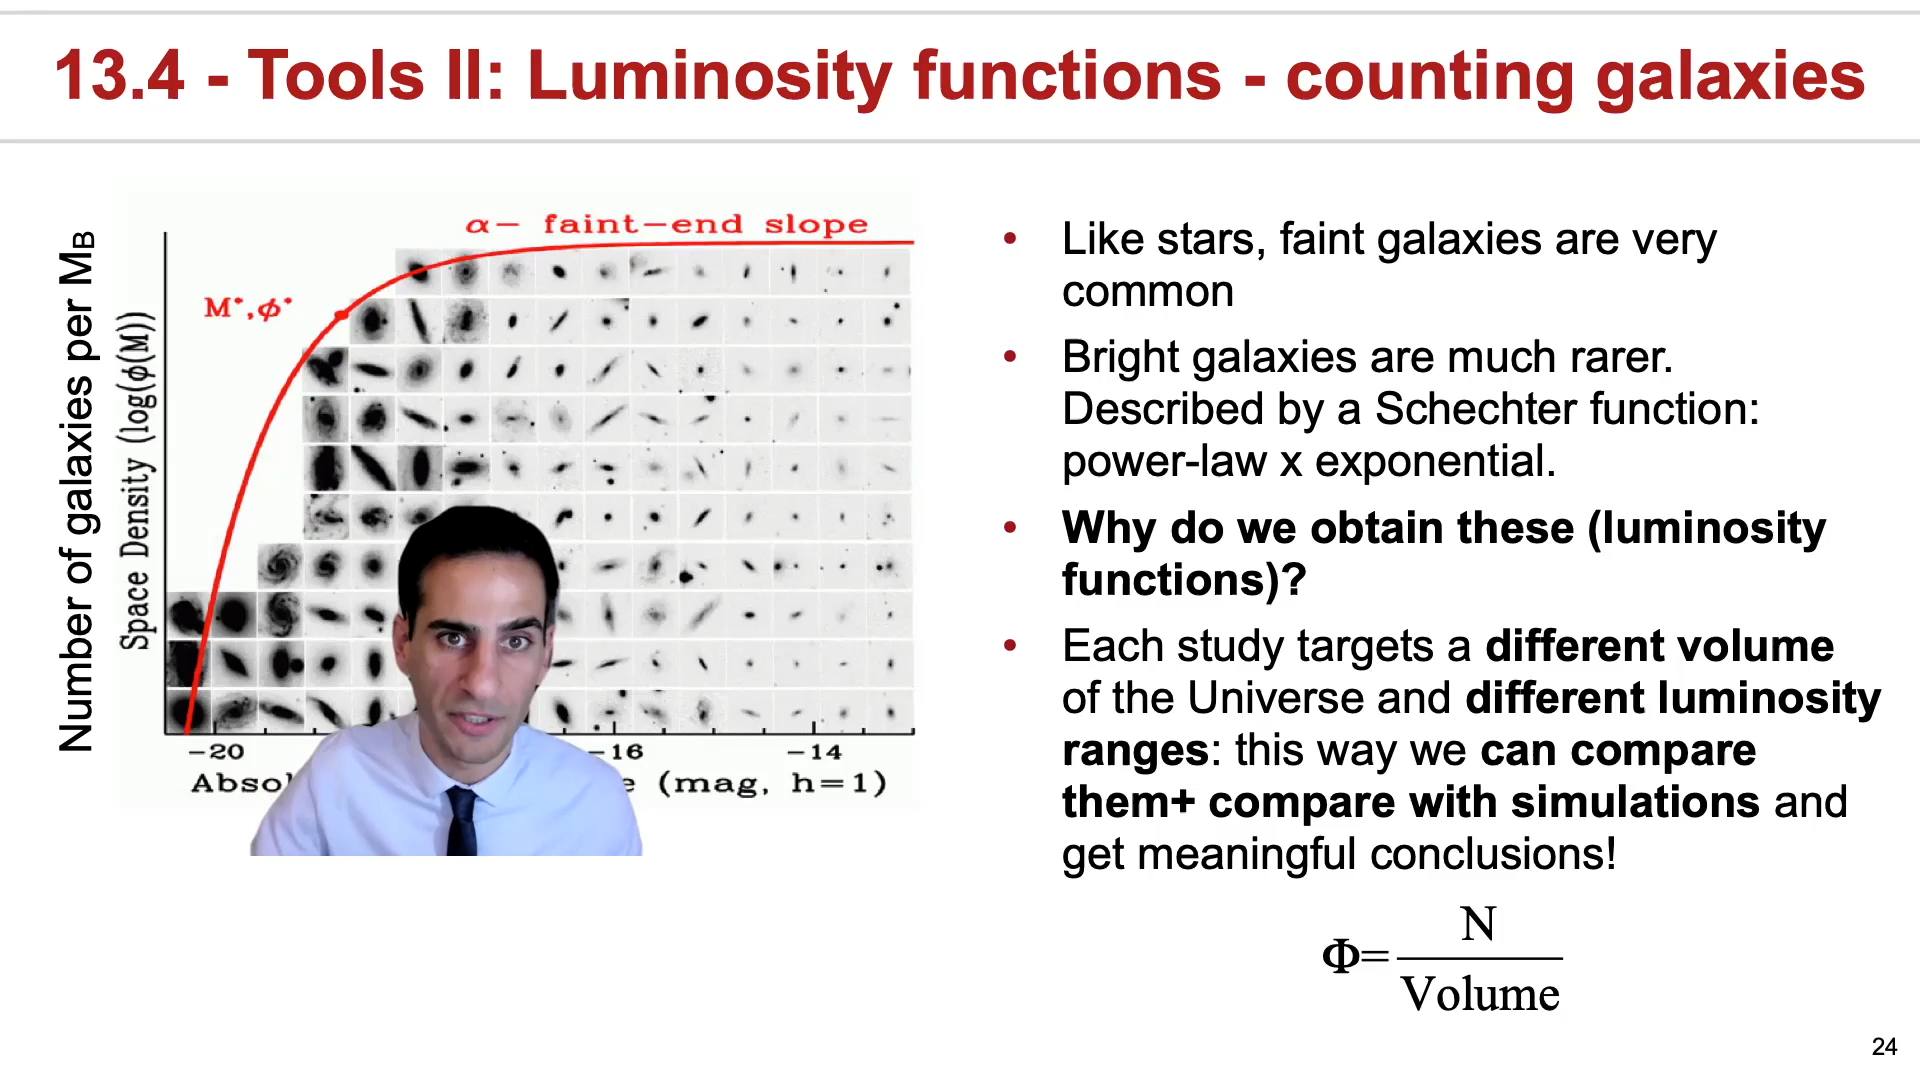 13.4 - Tools II: Luminosity functions - counting galaxies
Number of galaxies per MB
Space Density (log(ϕ(M)))
α− faint−end slope
M*,ϕ*
−20
−16
−14
(mag, h=1)
• Like stars, faint galaxies are very
common
• Bright galaxies are much rarer.
Described by a Schechter function:
power-law x exponential.
• Why do we obtain these (luminosity
functions)?
• Each study targets a different volume
of the Universe and different luminosity
ranges: this way we can compare
them+ compare with simulations and
get meaningful conclusions!
Φ=
N
Volume
24